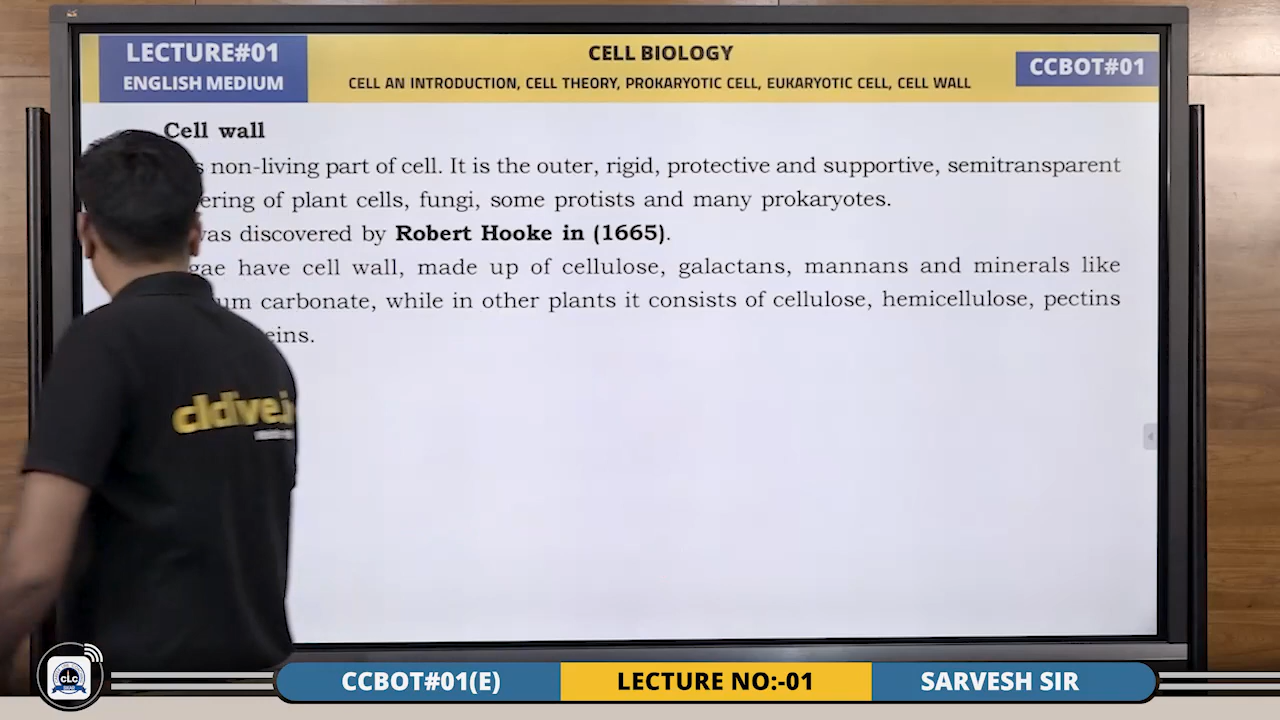 LECTURE#01
ENGLISH MEDIUM
CELL BIOLOGY
CELL AN INTRODUCTION, CELL THEORY, PROKARYOTIC CELL, EUKARYOTIC CELL, CELL WALL
CCBOT#01
Cell wall
non-living part of cell. It is the outer, rigid, protective and supportive, semitransparent
of plant cells, fungi, some protists and many prokaryotes.
was discovered by Robert Hooke in (1665).
have cell wall, made up of cellulose, galactans, mannans and minerals like
carbonate, while in other plants it consists of cellulose, hemicellulose, pectins
CLC
CCBOT#01(E)
LECTURE NO:-01
SARVESH SIR